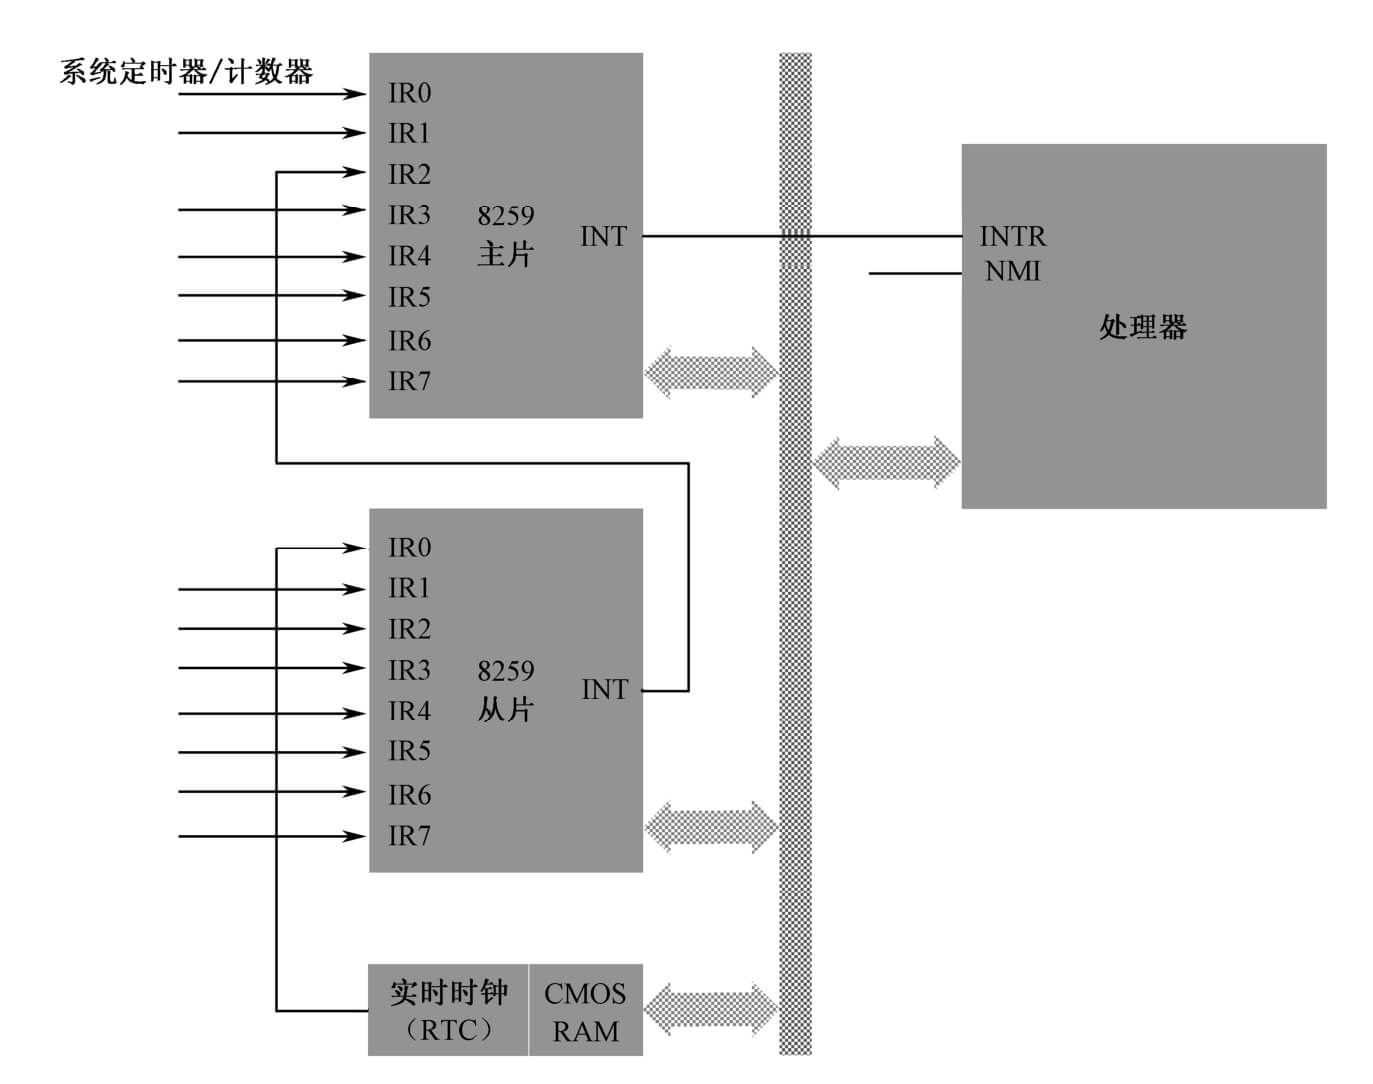 系统定时器/计数器
IR0
IR1
IR2
IR3
IR4
IR5
IR6
IR7
8259
主片
INT
INTR
NMI
处理器
IR0
IR1
IR2
IR3
IR4
IR5
IR6
IR7
8259
从片
INT
实时时钟
（RTC）
CMOS
RAM